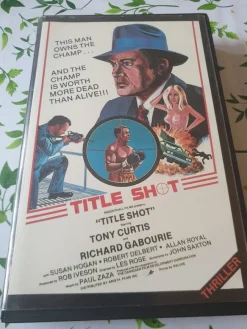 THIS MAN
OWNS THE
CHAMP . . .
AND THE
CHAMP IS
WORTH
MORE DEAD
THAN ALIVE!!!
TITLE SHOT
"TITLE SHOT"
TONY CURTIS
RICHARD GABOURIE
SUSAN HOGAN • ROBERT DELBERT • ALLAN ROYAL
ROB IVESON
LES ROSE
JOHN SAXTON
PAUL ZAZA
THRILLER